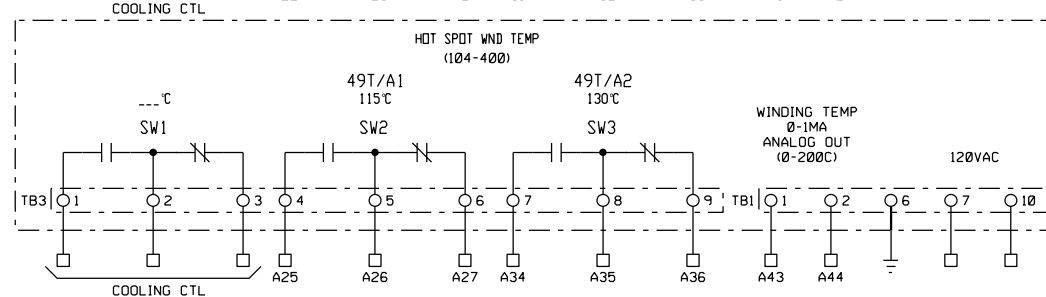 COOLING CTL
HOT SPOT WND TEMP
(104-400)
___°C
SW1
49T/A1
115°C
SW2
49T/A2
130°C
SW3
WINDING TEMP
0-1MA
ANALOG OUT
(0-200C)
120VAC
TB3 1 2 3 4 5 6 7 8 9
TB1 1 2 6 7 10
A25 A26 A27 A34 A35 A36 A43 A44
COOLING CTL